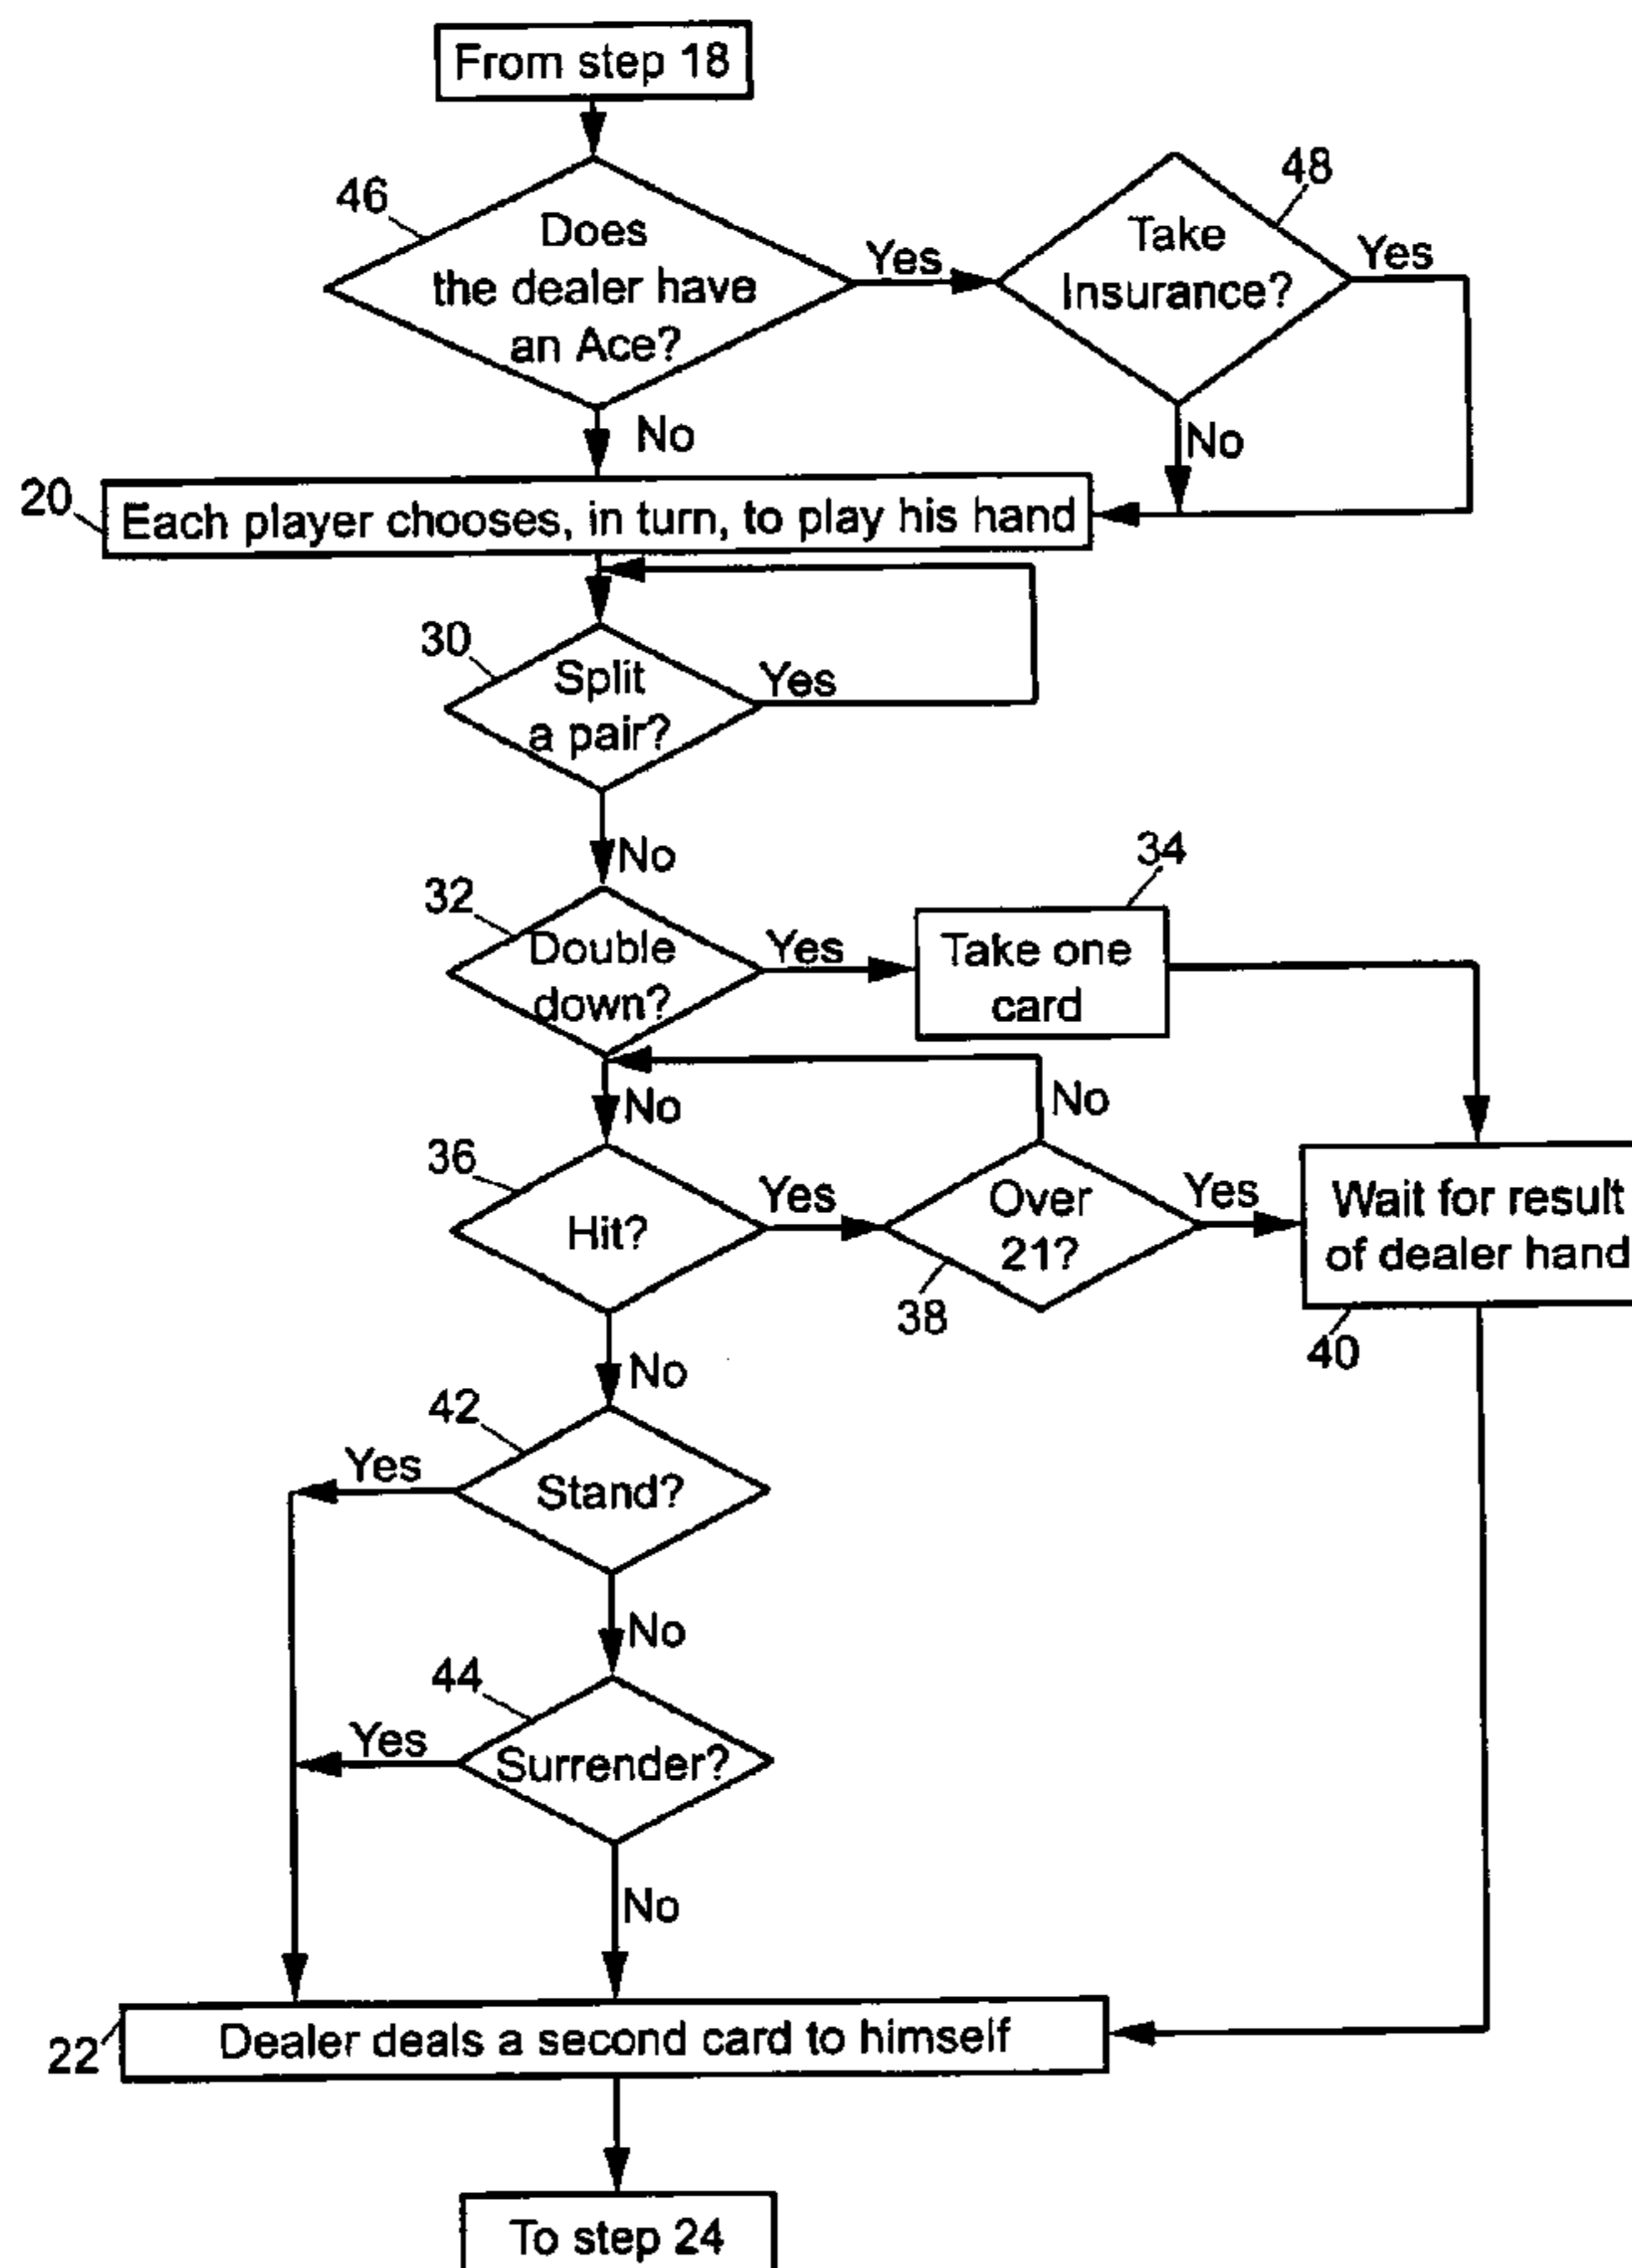 From step 18
46
Does
the dealer have
an Ace?
Yes
48
Take
Insurance?
Yes
No
No
20
Each player chooses, in turn, to play his hand
30
Split
a pair?
Yes
No
32
Double
down?
Yes
34
Take one
card
No
36
Hit?
Yes
38
Over
21?
No
Yes
Wait for result
of dealer hand
40
No
42
Stand?
Yes
No
44
Surrender?
Yes
No
22
Dealer deals a second card to himself
To step 24